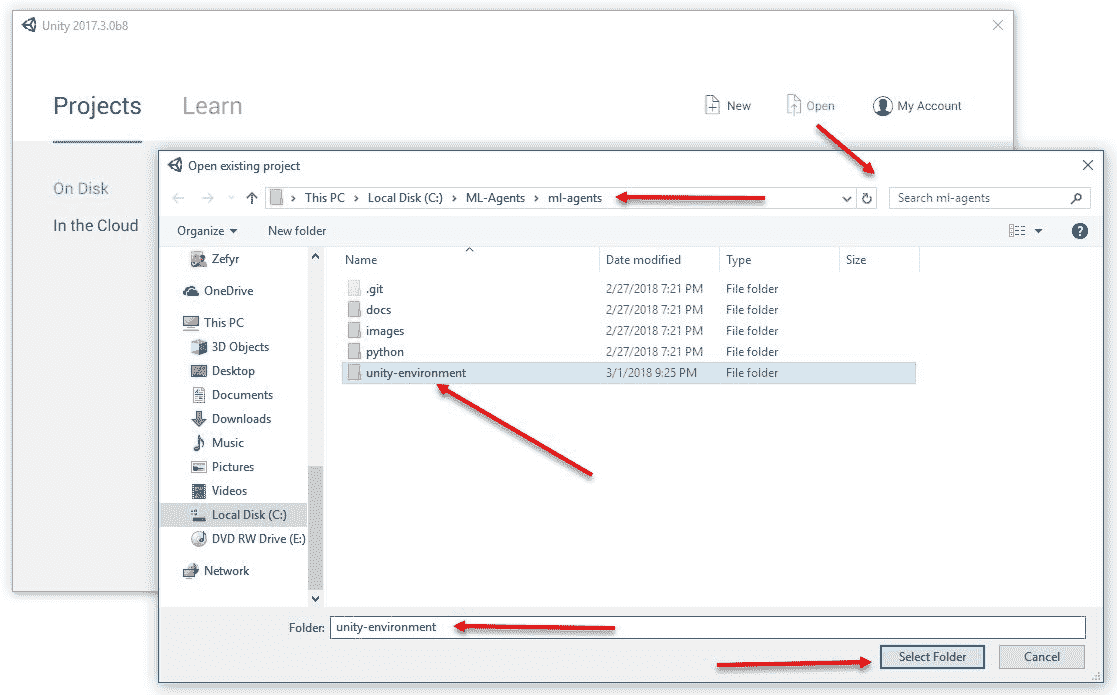 Unity 2017.3.0b8
Projects Learn New Open My Account
On Disk
In the Cloud
Open existing project
This PC > Local Disk (C:) > ML-Agents > ml-agents Search ml-agents
Organize New folder
Zefyr
OneDrive
This PC
3D Objects
Desktop
Documents
Downloads
Music
Pictures
Videos
Local Disk (C:)
DVD RW Drive (E:)
Network
Name Date modified Type Size
.git 2/27/2018 7:21 PM File folder
docs 2/27/2018 7:21 PM File folder
images 2/27/2018 7:21 PM File folder
python 2/27/2018 7:21 PM File folder
unity-environment 3/1/2018 9:25 PM File folder
Folder: unity-environment
Select Folder Cancel